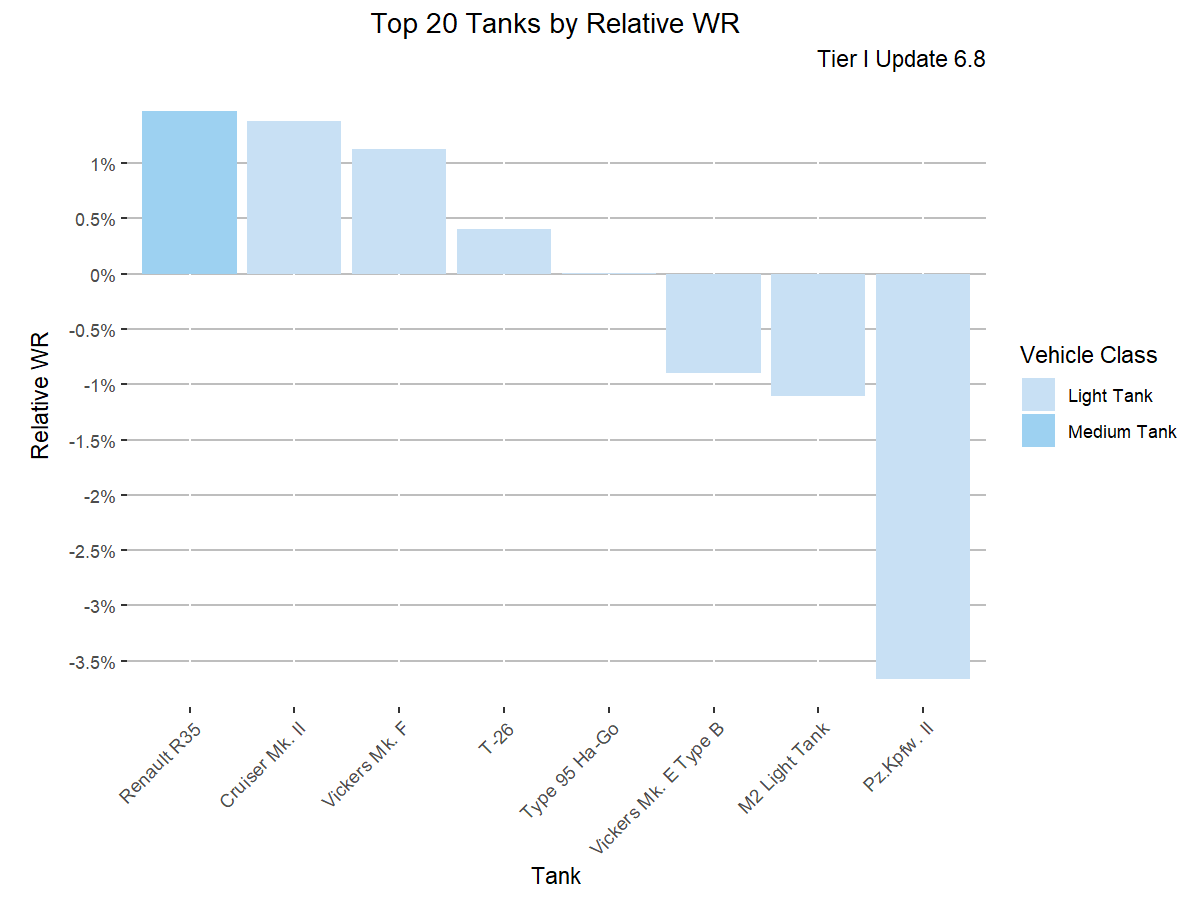 Top 20 Tanks by Relative WR
Tier I Update 6.8
1%
0.5%
0%
-0.5%
-1%
-1.5%
-2%
-2.5%
-3%
-3.5%
Relative WR
Renault R35
Cruiser Mk. II
Vickers Mk. F
T-26
Type 95 Ha-Go
Vickers Mk. E Type B
M2 Light Tank
Pz.Kpfw. II
Tank
Vehicle Class
Light Tank
Medium Tank